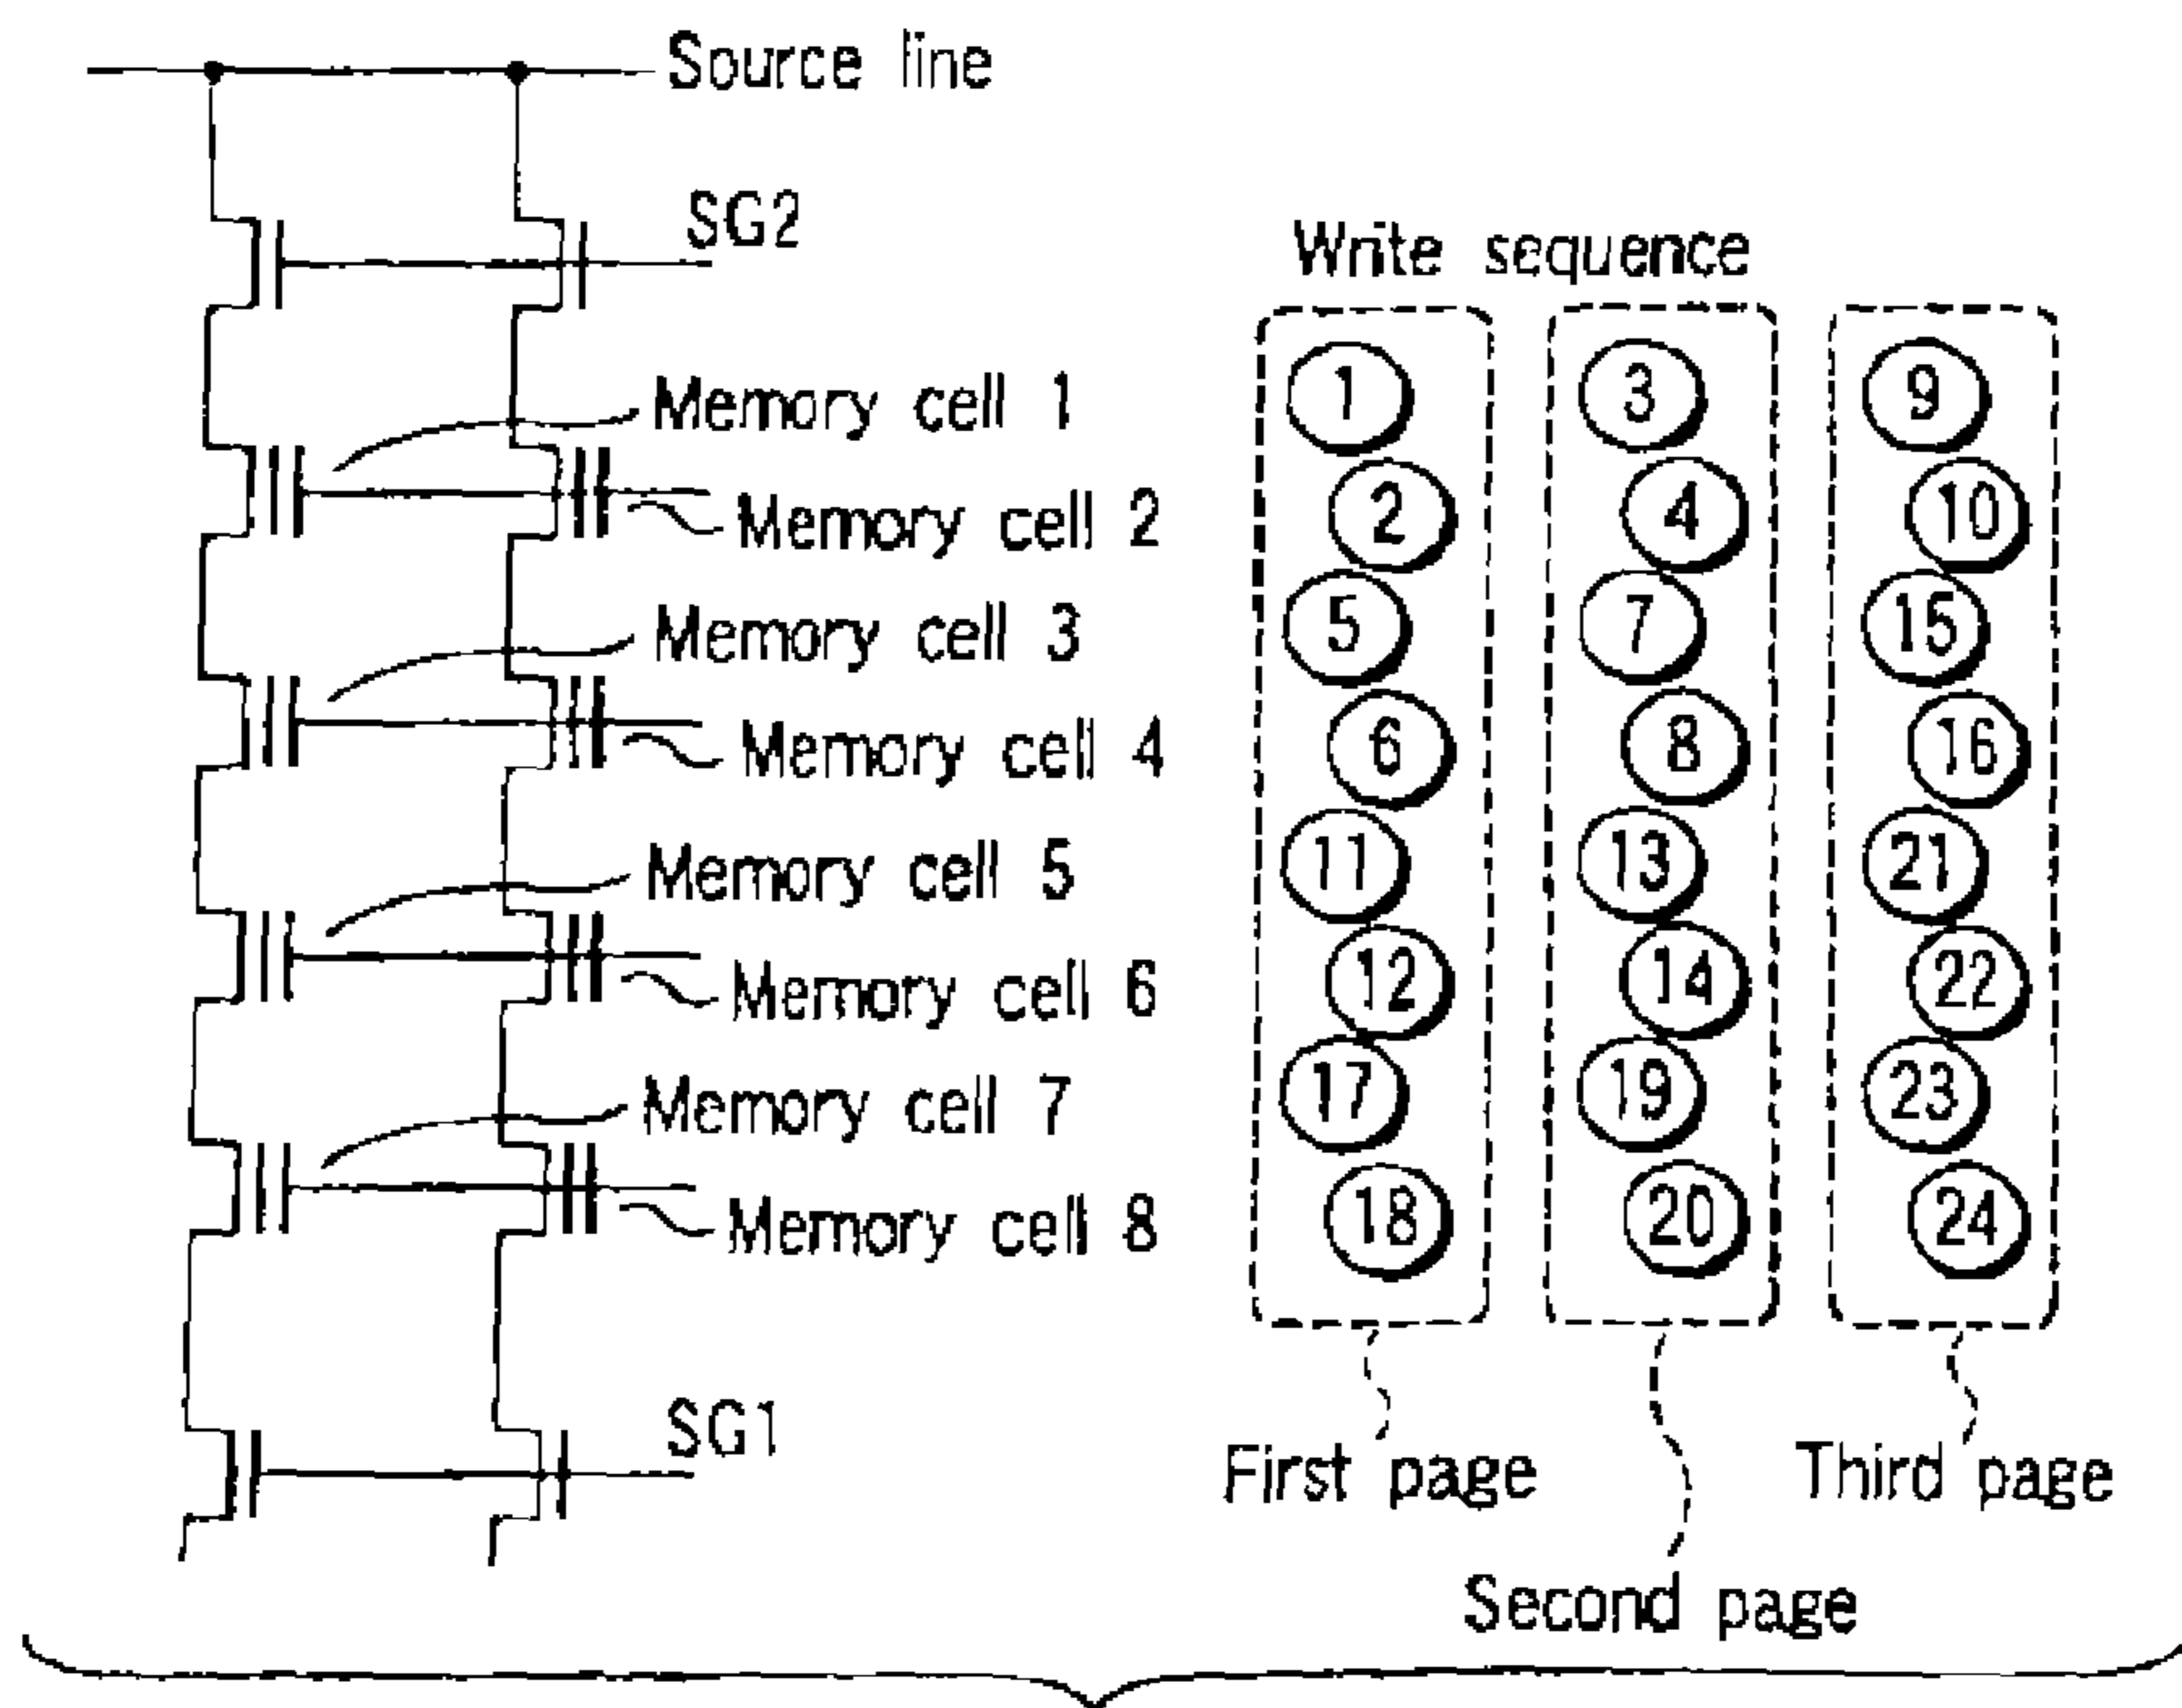 Source line
SG2
Write sequence
Memory cell 1
1 3 9
Memory cell 2
2 4 10
Memory cell 3
5 7 15
Memory cell 4
6 8 16
Memory cell 5
11 13 21
Memory cell 6
12 14 22
Memory cell 7
17 19 23
Memory cell 8
18 20 24
SG1
First page
Third page
Second page